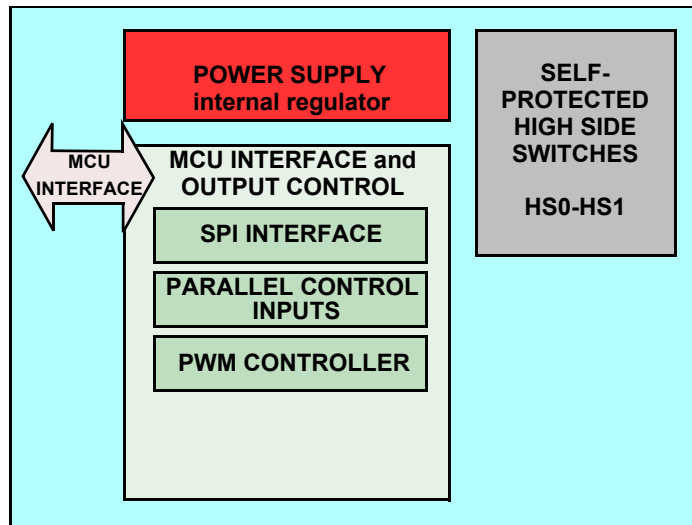 POWER SUPPLY
internal regulator
SELF-
PROTECTED
HIGH SIDE
SWITCHES
HS0-HS1
MCU
INTERFACE
MCU INTERFACE and
OUTPUT CONTROL
SPI INTERFACE
PARALLEL CONTROL
INPUTS
PWM CONTROLLER